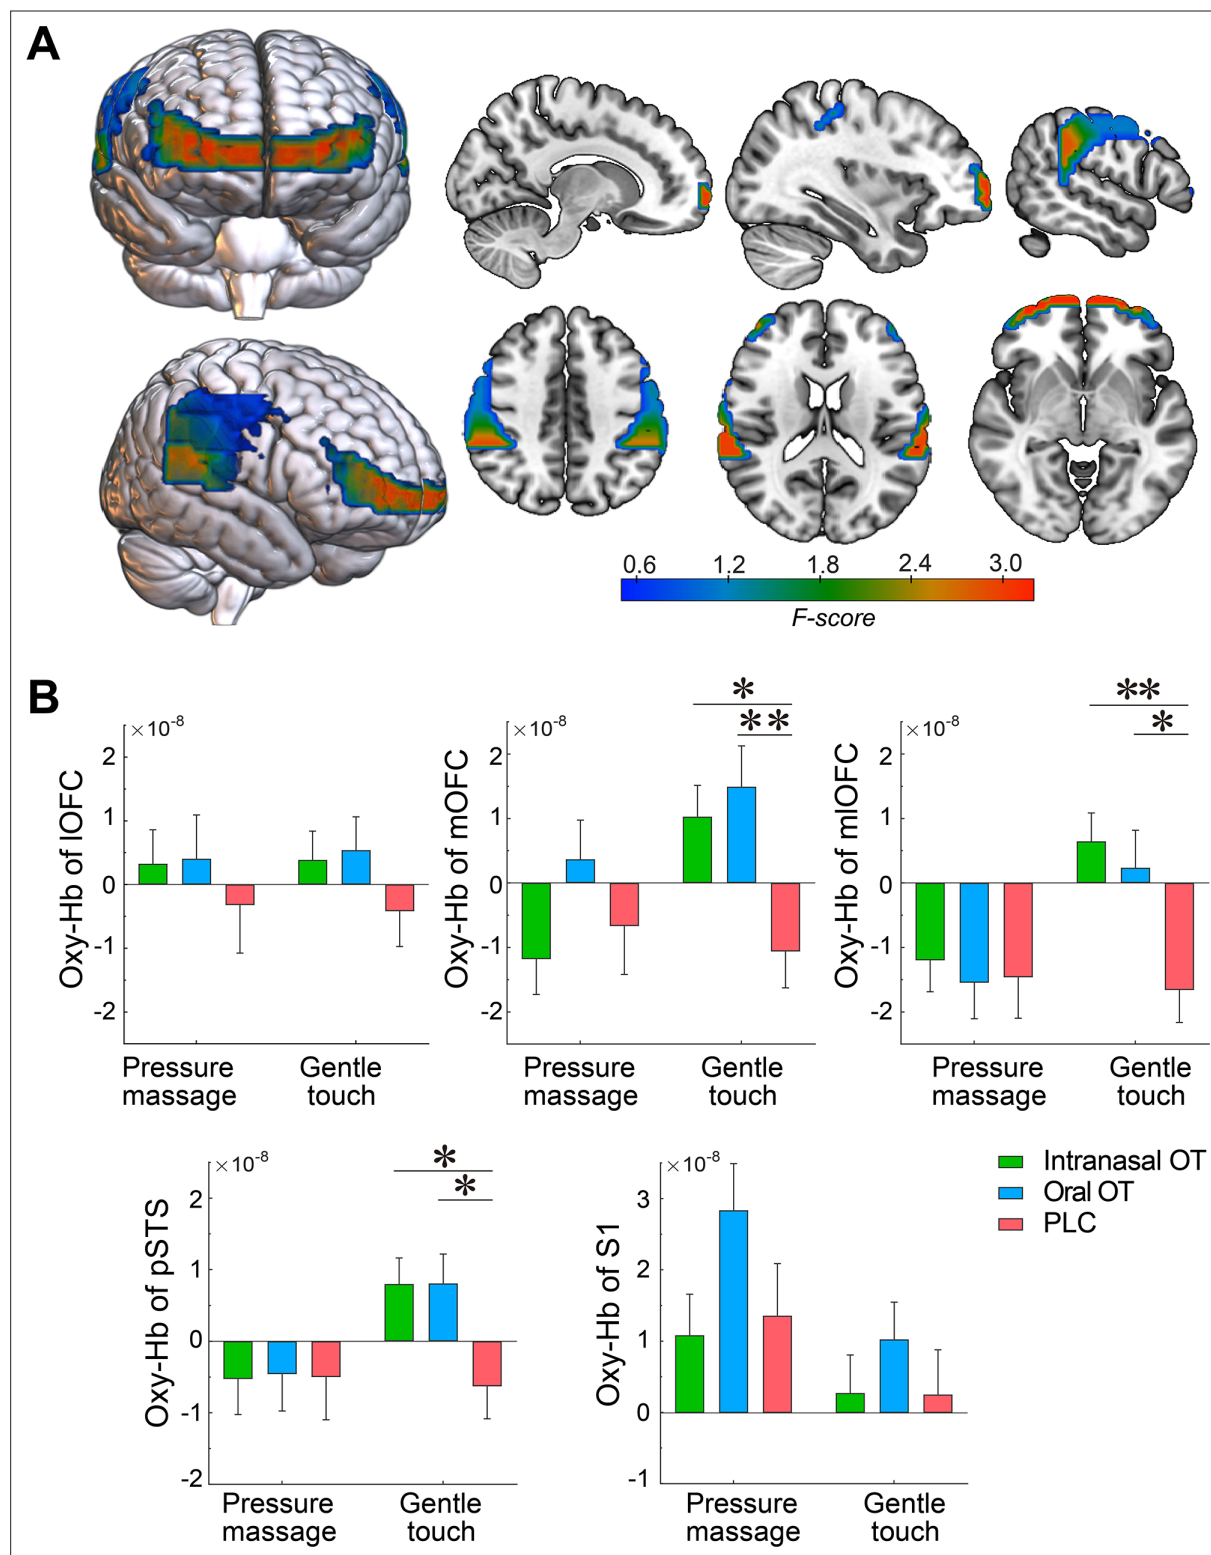 A
0.6 1.2 1.8 2.4 3.0
F-score
B
×10-8
2
1
0
-1
-2
Oxy-Hb of lOFC
Pressure massage
Gentle touch
×10-8
2
1
0
-1
-2
Oxy-Hb of mOFC
*
**
Pressure massage
Gentle touch
×10-8
2
1
0
-1
-2
Oxy-Hb of mlOFC
**
*
Pressure massage
Gentle touch
×10-8
2
1
0
-1
-2
Oxy-Hb of pSTS
*
*
Pressure massage
Gentle touch
×10-8
3
2
1
0
-1
Oxy-Hb of S1
Pressure massage
Gentle touch
Intranasal OT
Oral OT
PLC